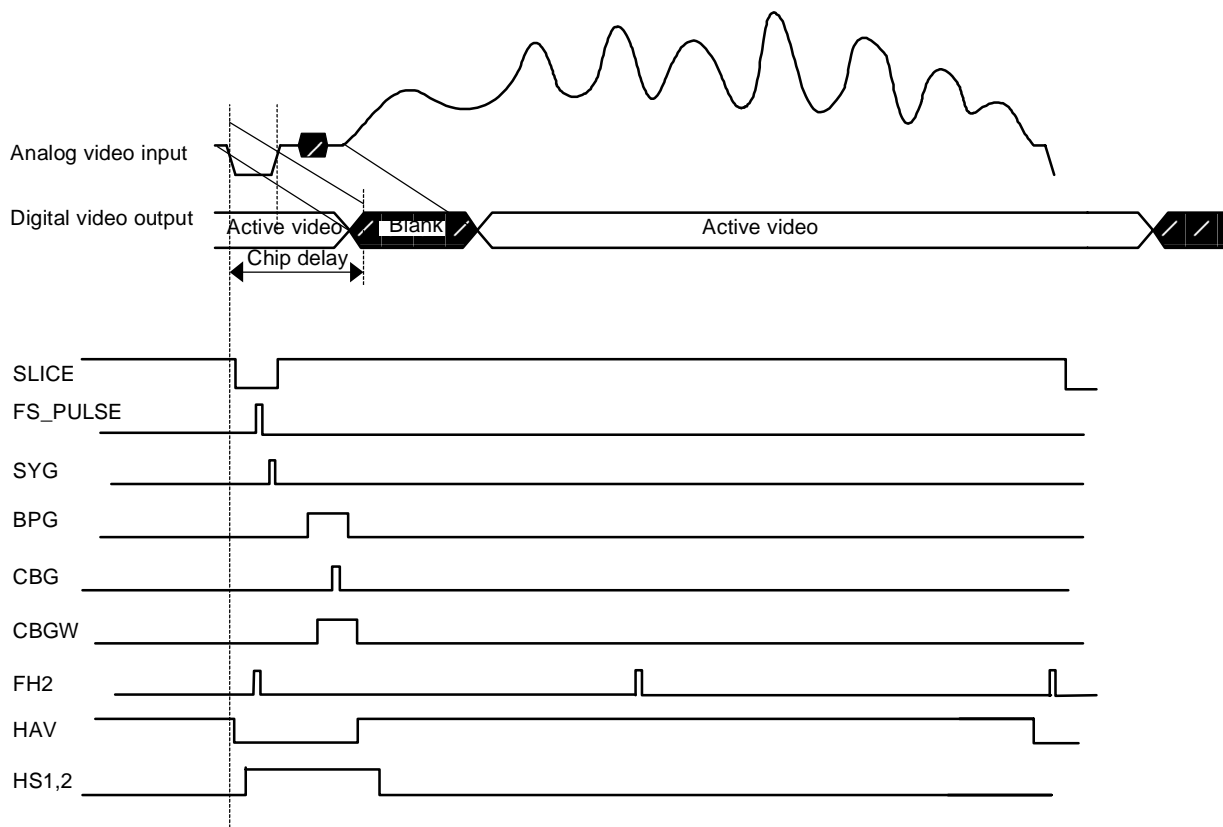 Analog video input
Digital video output
Active video
Blank
Active video
Chip delay
SLICE
FS_PULSE
SYG
BPG
CBG
CBGW
FH2
HAV
HS1,2